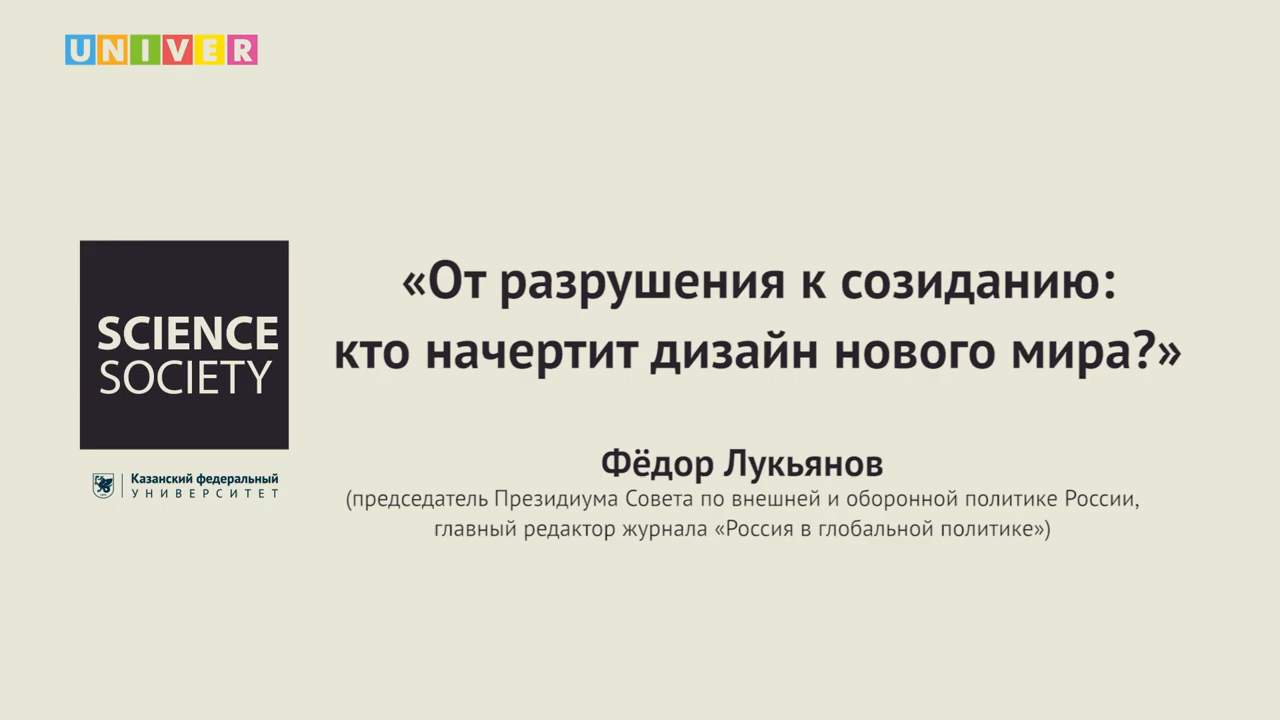 UNIVER
SCIENCE
SOCIETY
Казанский федеральный
УНИВЕРСИТЕТ
«От разрушения к созиданию:
кто начертит дизайн нового мира?»
Фёдор Лукьянов
(председатель Президиума Совета по внешней и оборонной политике России,
главный редактор журнала «Россия в глобальной политике»)